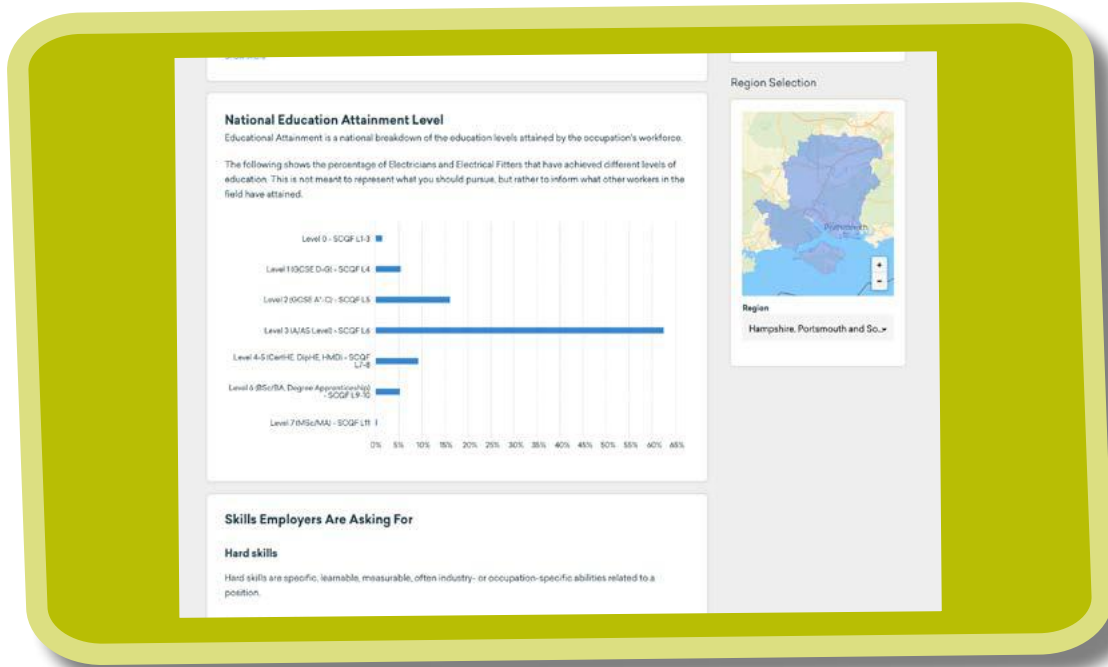 National Education Attainment Level
Educational Attainment is a national breakdown of the education levels attained by the occupation's workforce.
The following shows the percentage of Electricians and Electrical Fitters that have achieved different levels of
education. This is not meant to represent what you should pursue, but rather to inform what other workers in the
field have attained.
Level 0 - SCQF L1-3
Level 1 (GCSE D-G) - SCQF L4
Level 2 (GCSE A*-C) - SCQF L5
Level 3 (A/AS Level) - SCQF L6
Level 4-5 (CertHE, DipHE, HMD) - SCQF
L7-8
Level 6 (BSc/BA, Degree Apprenticeship)
- SCQF L9-10
Level 7 (MSc/MA) - SCQF L11
0% 5% 10% 15% 20% 25% 30% 35% 40% 45% 50% 55% 60% 65%
Skills Employers Are Asking For
Hard skills
Hard skills are specific, learnable, measurable, often industry- or occupation-specific abilities related to a
position.
Region Selection
Portsmouth
+
-
Region
Hampshire, Portsmouth and So...